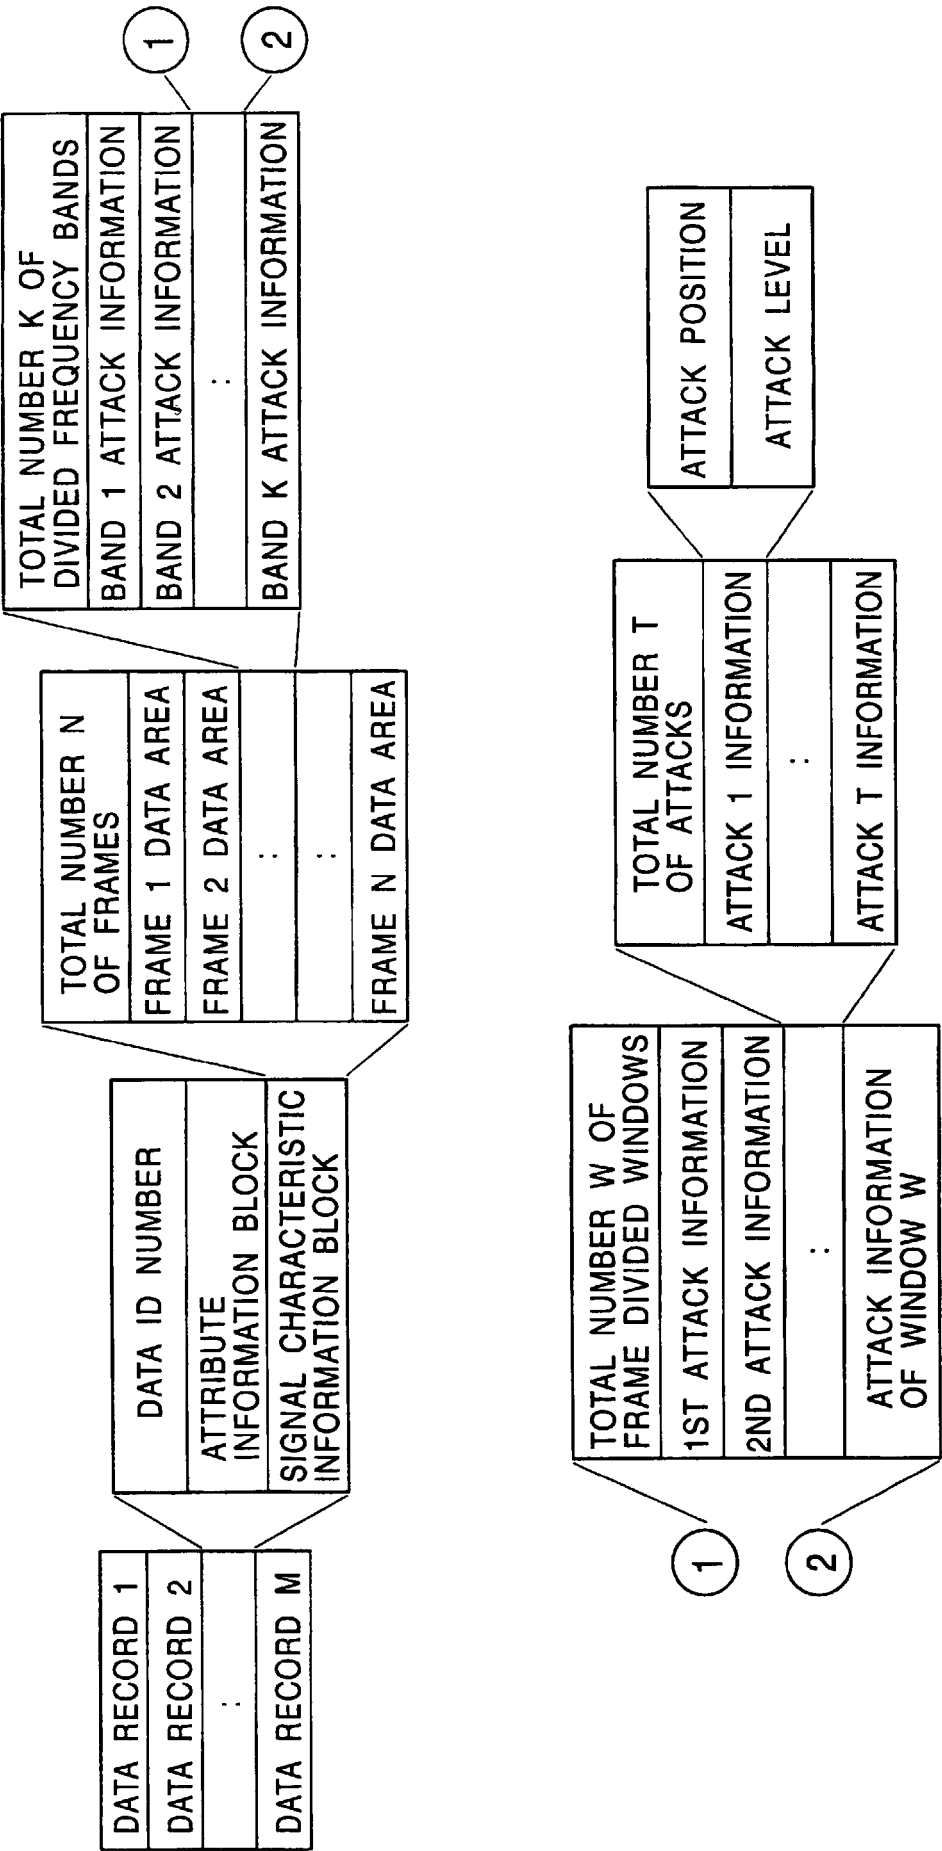 DATA RECORD 1
DATA RECORD 2
:
DATA RECORD M
DATA ID NUMBER
ATTRIBUTE
INFORMATION BLOCK
SIGNAL CHARACTERISTIC
INFORMATION BLOCK
TOTAL NUMBER N
OF FRAMES
FRAME 1 DATA AREA
FRAME 2 DATA AREA
:
:
FRAME N DATA AREA
TOTAL NUMBER K OF
DIVIDED FREQUENCY BANDS
BAND 1 ATTACK INFORMATION
BAND 2 ATTACK INFORMATION
:
BAND K ATTACK INFORMATION
1
2
1
2
TOTAL NUMBER W OF
FRAME DIVIDED WINDOWS
1ST ATTACK INFORMATION
2ND ATTACK INFORMATION
:
ATTACK INFORMATION
OF WINDOW W
TOTAL NUMBER T
OF ATTACKS
ATTACK 1 INFORMATION
:
ATTACK T INFORMATION
ATTACK POSITION
ATTACK LEVEL